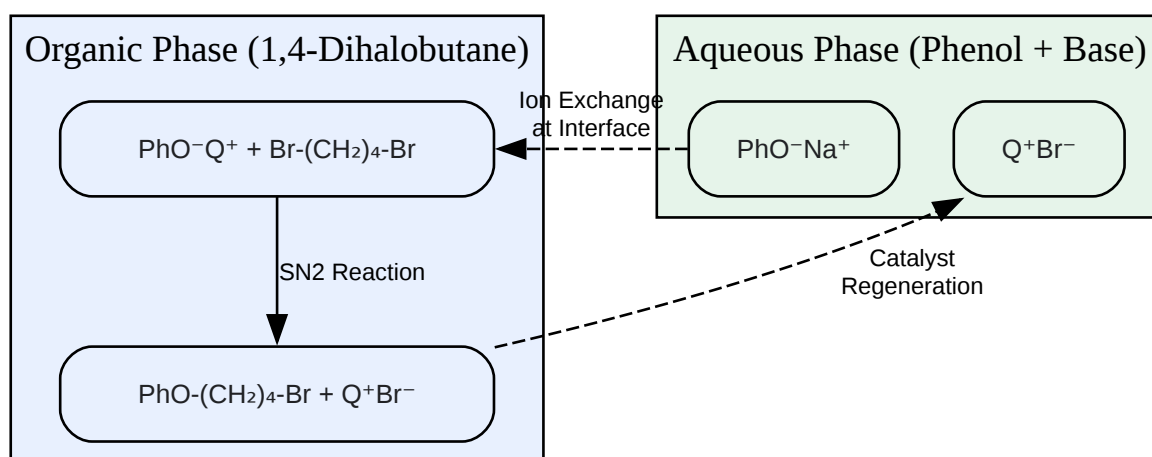 Organic Phase (1,4-Dihalobutane)
Aqueous Phase (Phenol + Base)
Ion Exchange
at Interface
PhO⁻Q⁺ + Br-(CH₂)₄-Br
PhO⁻Na⁺
Q⁺Br⁻
SN2 Reaction
Catalyst
Regeneration
PhO-(CH₂)₄-Br + Q⁺Br⁻